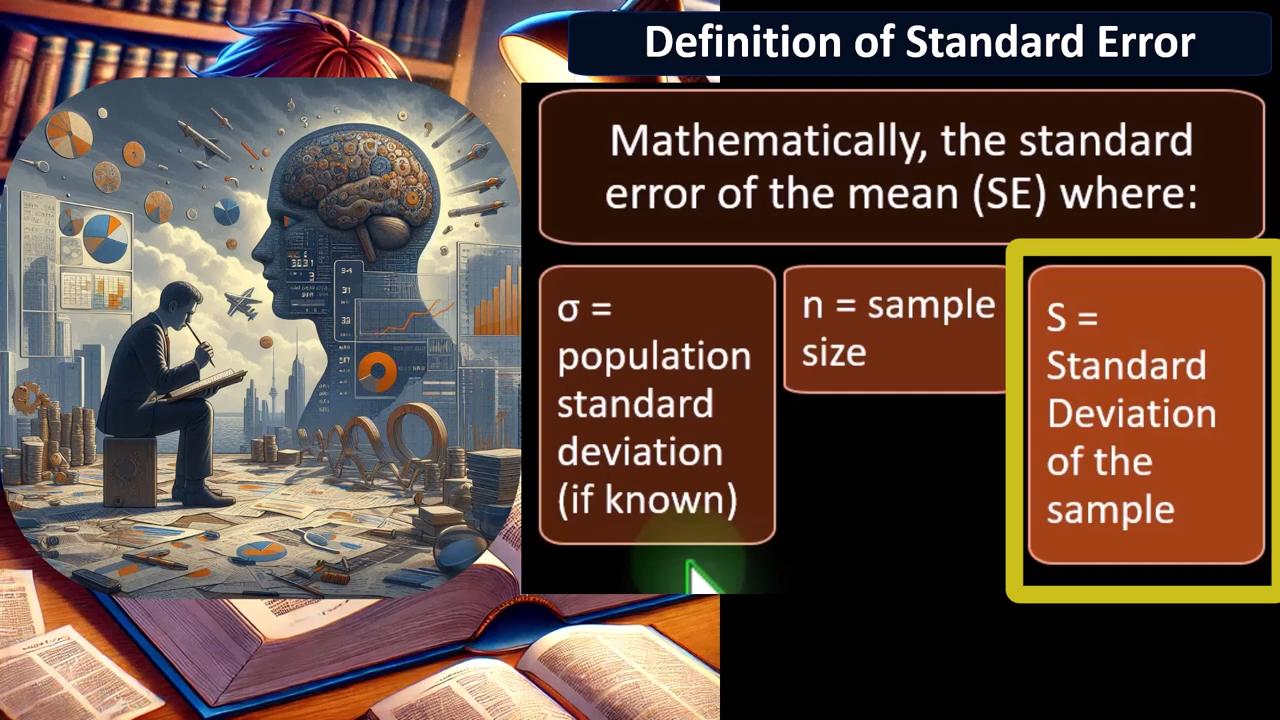 Definition of Standard Error
Mathematically, the standard
error of the mean (SE) where:
σ =
population
standard
deviation
(if known)
n = sample
size
S =
Standard
Deviation
of the
sample